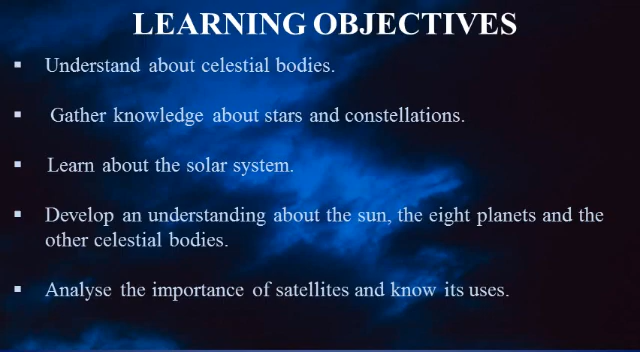 LEARNING OBJECTIVES
▪ Understand about celestial bodies.
▪ Gather knowledge about stars and constellations.
▪ Learn about the solar system.
▪ Develop an understanding about the sun, the eight planets and the
other celestial bodies.
▪ Analyse the importance of satellites and know its uses.